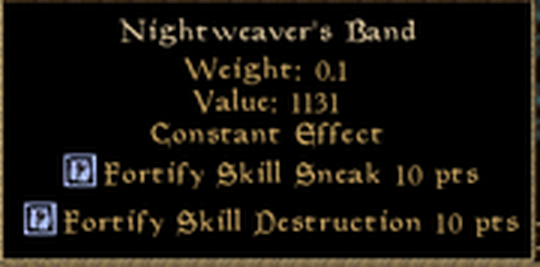 Nightweaver's Band
Weight: 0.1
Value: 1131
Constant Effect
Fortify Skill Sneak 10 pts
Fortify Skill Destruction 10 pts